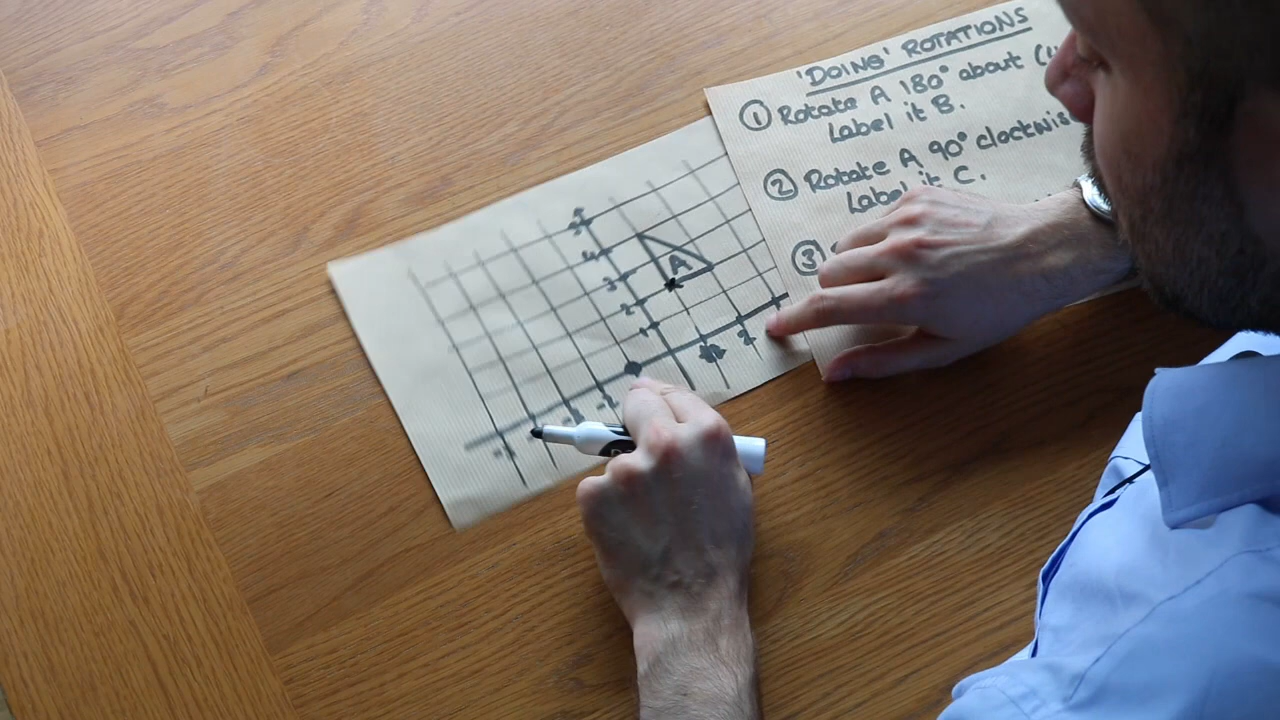 'DOING' ROTATIONS
① Rotate A 180° about (1
Label it B.
② Rotate A 90° clockwis
Label it C.
③
5
4
3
2
1
A
2